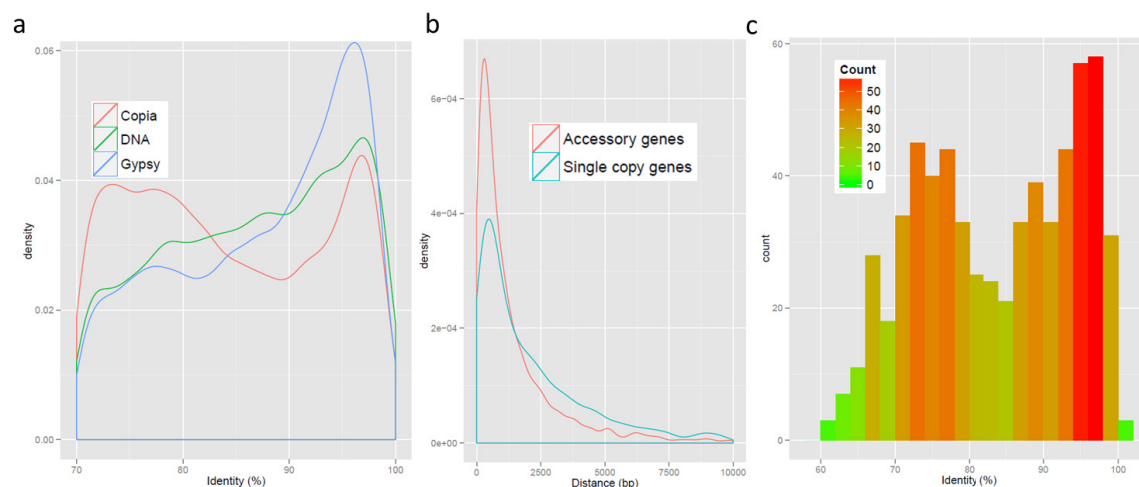 a
0.06
0.04
0.02
0.00
density
Copia
DNA
Gypsy
70
80
90
100
Identity (%)
b
6e−04
4e−04
2e−04
0e+00
density
Accessory genes
Single copy genes
0
2500
5000
7500
10000
Distance (bp)
c
60
40
20
0
count
Count
50
40
30
20
10
0
60
70
80
90
100
Identity (%)